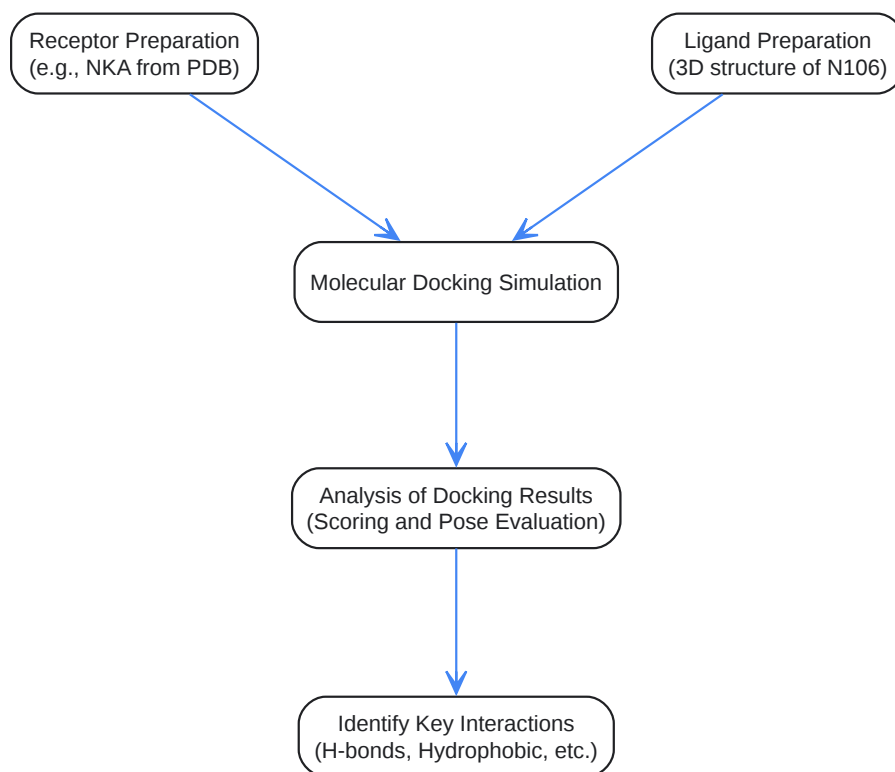 Receptor Preparation
(e.g., NKA from PDB)
Ligand Preparation
(3D structure of N106)
Molecular Docking Simulation
Analysis of Docking Results
(Scoring and Pose Evaluation)
Identify Key Interactions
(H-bonds, Hydrophobic, etc.)